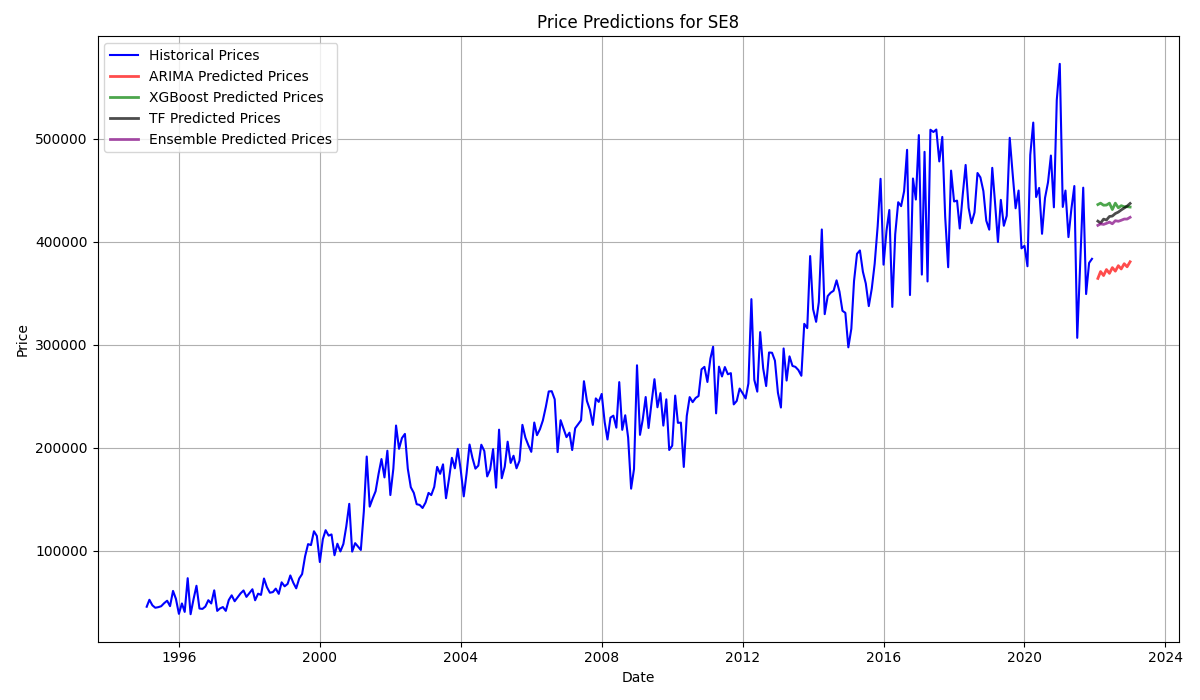 Price Predictions for SE8
Historical Prices
ARIMA Predicted Prices
XGBoost Predicted Prices
TF Predicted Prices
Ensemble Predicted Prices
Price
500000
400000
300000
200000
100000
1996 2000 2004 2008 2012 2016 2020 2024
Date